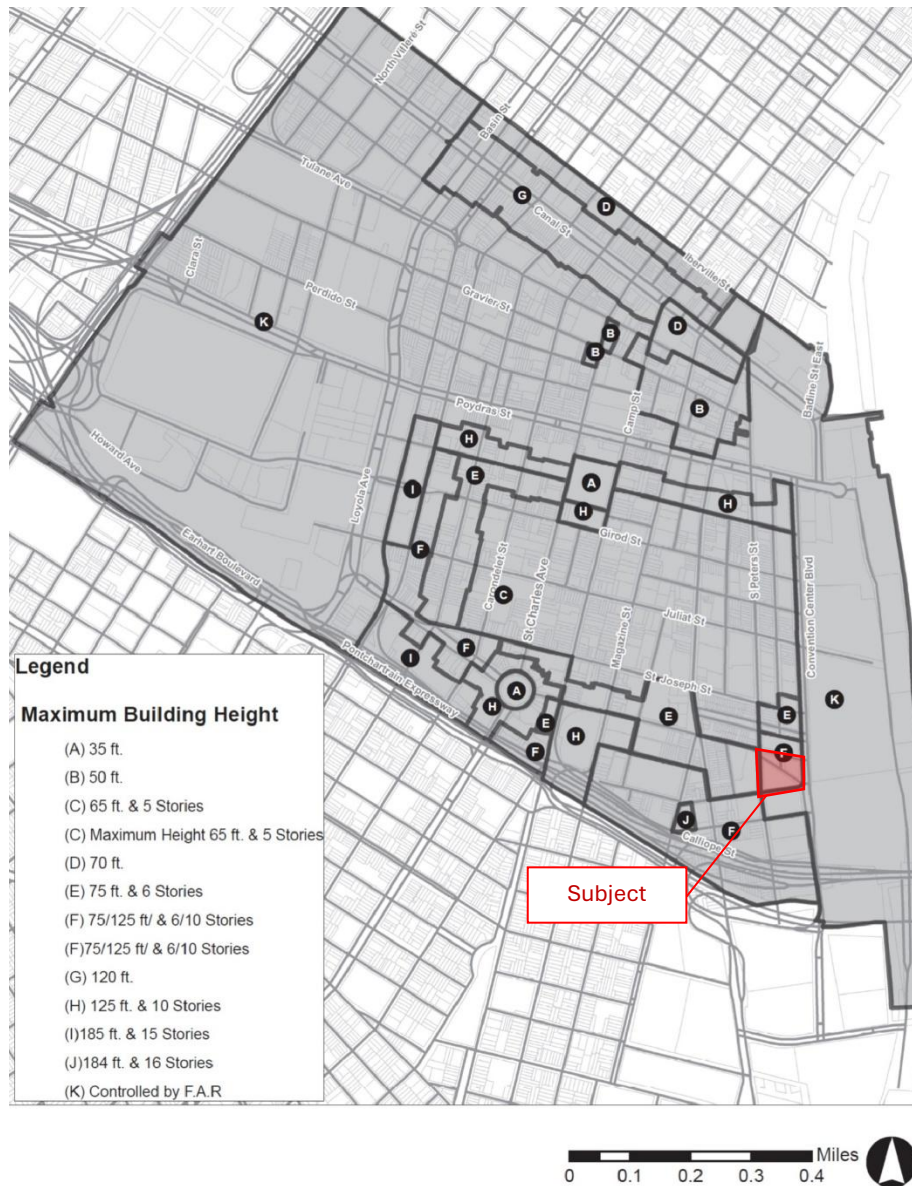 North Villere St
Basin St
Tulane Ave
G
D
Canal St
Iberville St
Clara St
Perdido St
Gravier St
K
B
D
B
Badine St - East
Camp St
B
Poydras St
H
Howard Ave
E
A
I
Loyola Ave
H
H
Girod St
S Peters St
Earhart Boulevard
F
Carondelet St
St Charles Ave
C
Magazine St
Juliat St
Convention Center Blvd
Pontchartrain Expressway
F
I
St Joseph St
A
K
H
E
E
E
F
H
F
J
F
Calliope St
Subject
Legend
Maximum Building Height
(A) 35 ft.
(B) 50 ft.
(C) 65 ft. & 5 Stories
(C) Maximum Height 65 ft. & 5 Stories
(D) 70 ft.
(E) 75 ft. & 6 Stories
(F) 75/125 ft/ & 6/10 Stories
(F)75/125 ft/ & 6/10 Stories
(G) 120 ft.
(H) 125 ft. & 10 Stories
(I)185 ft. & 15 Stories
(J)184 ft. & 16 Stories
(K) Controlled by F.A.R
Miles
0 0.1 0.2 0.3 0.4